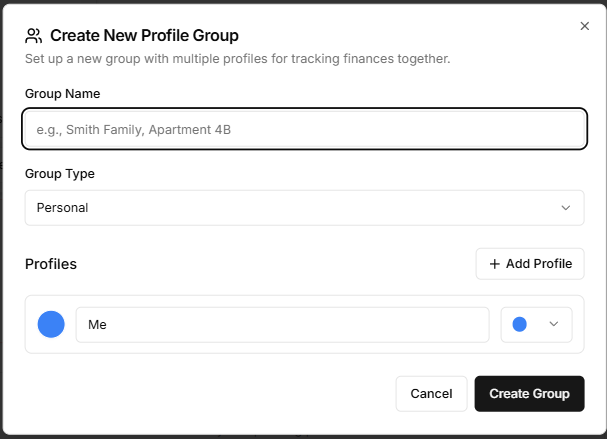 Create New Profile Group
Set up a new group with multiple profiles for tracking finances together.
Group Name
e.g., Smith Family, Apartment 4B
Group Type
Personal
Profiles
Add Profile
Me
Cancel
Create Group